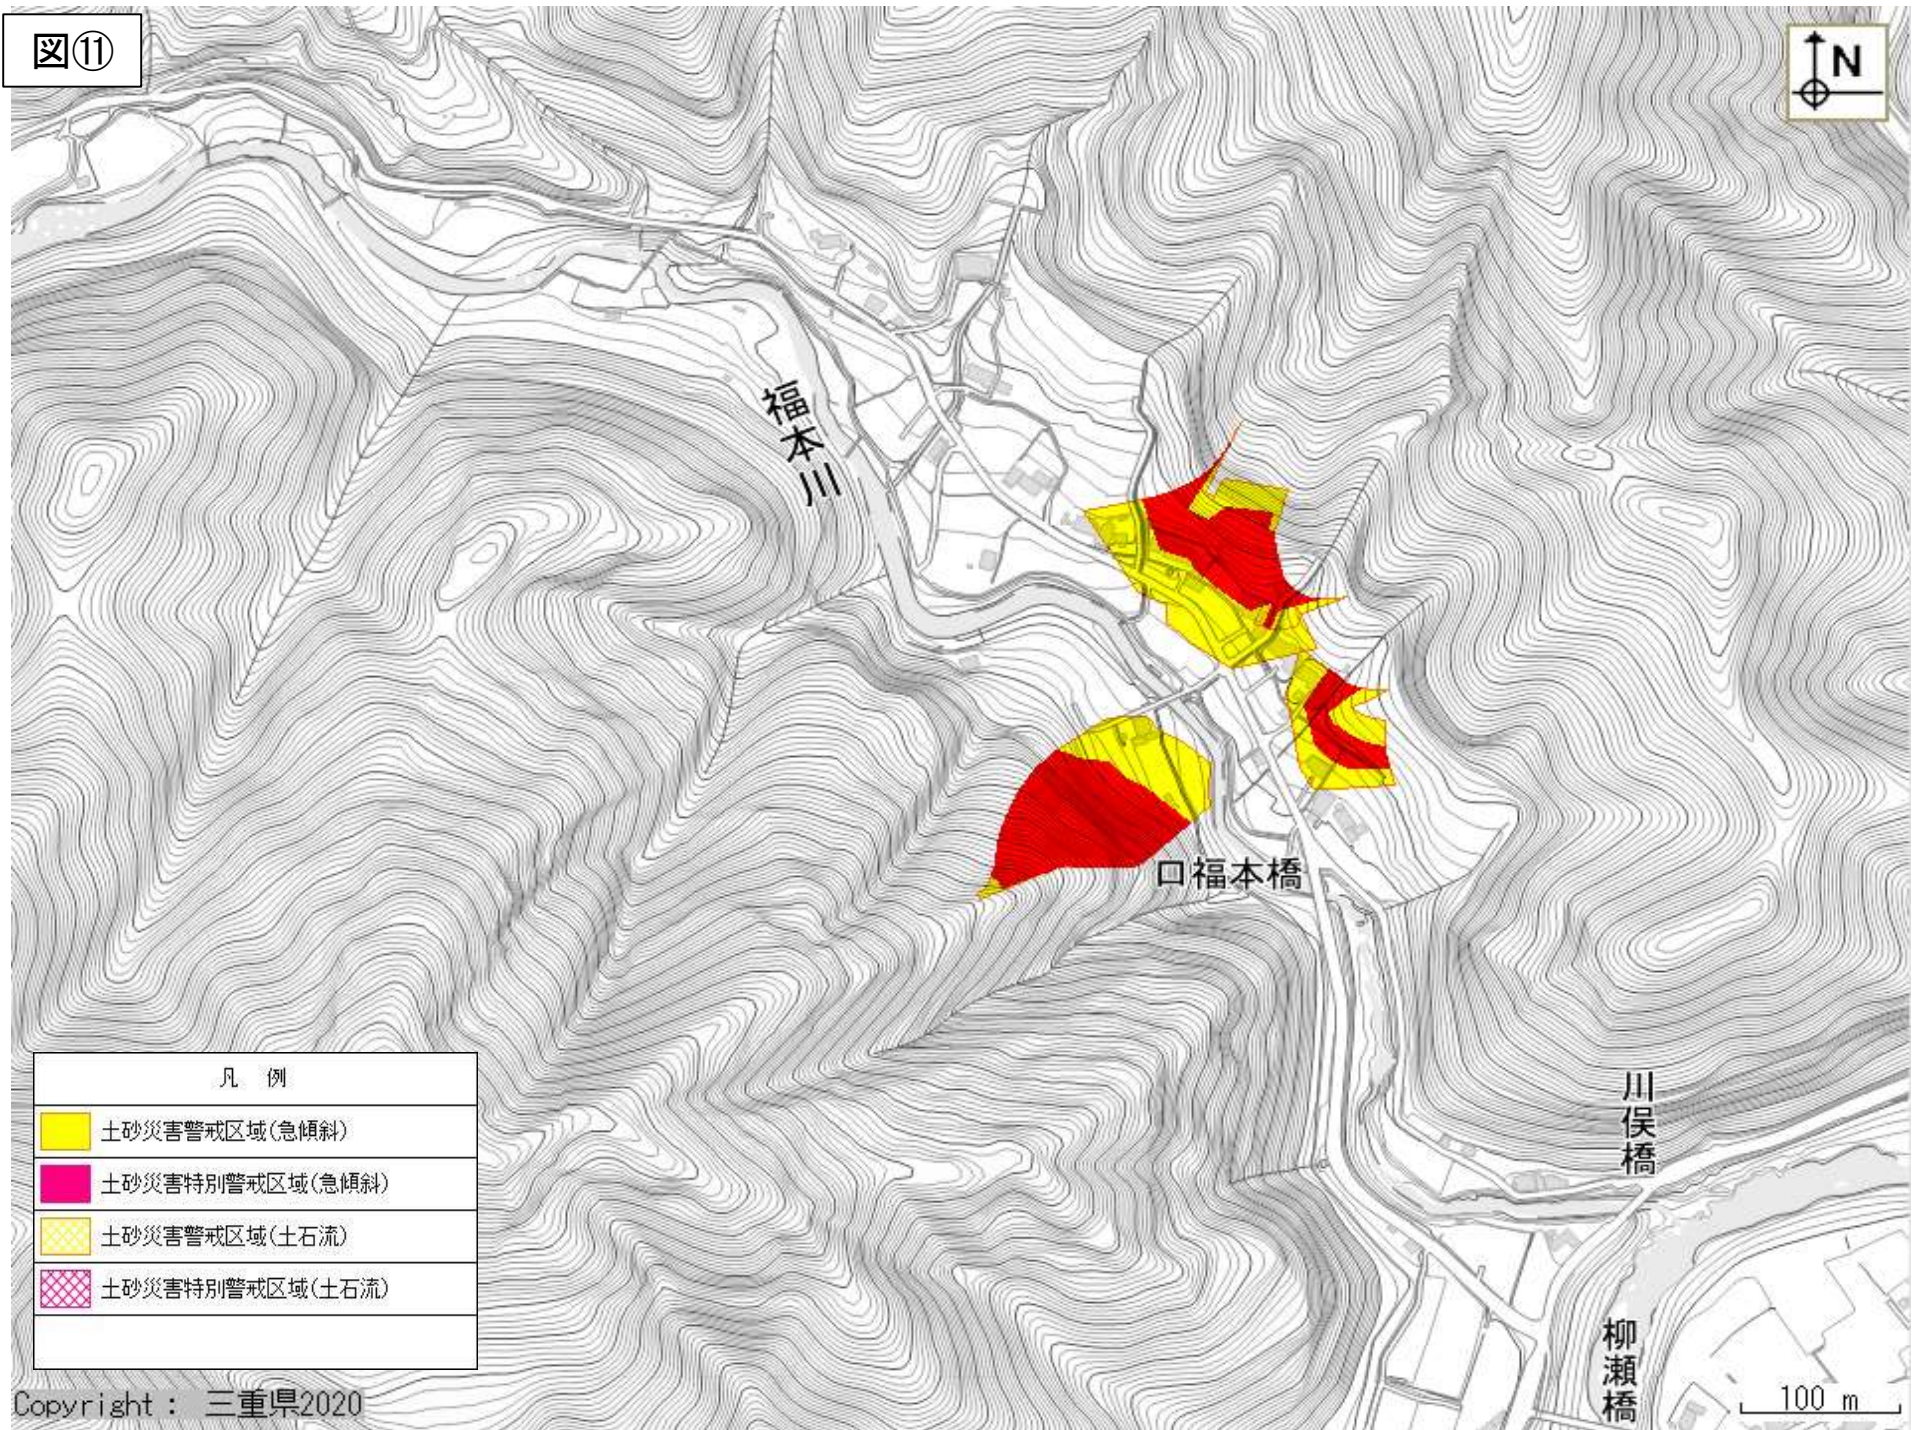 図⑪
N
福本川
口福本橋
川俣橋
柳瀬橋
凡 例
土砂災害警戒区域(急傾斜)
土砂災害特別警戒区域(急傾斜)
土砂災害警戒区域(土石流)
土砂災害特別警戒区域(土石流)
Copyright : 三重県2020
100 m